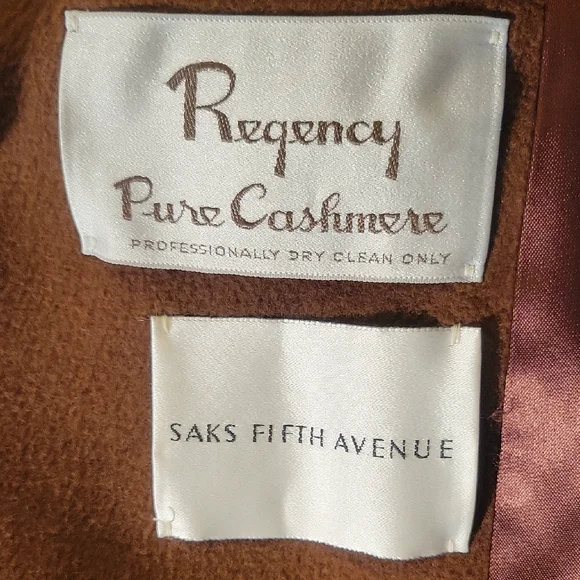 Regency
Pure Cashmere
PROFESSIONALLY DRY CLEAN ONLY
SAKS FIFTH AVENUE